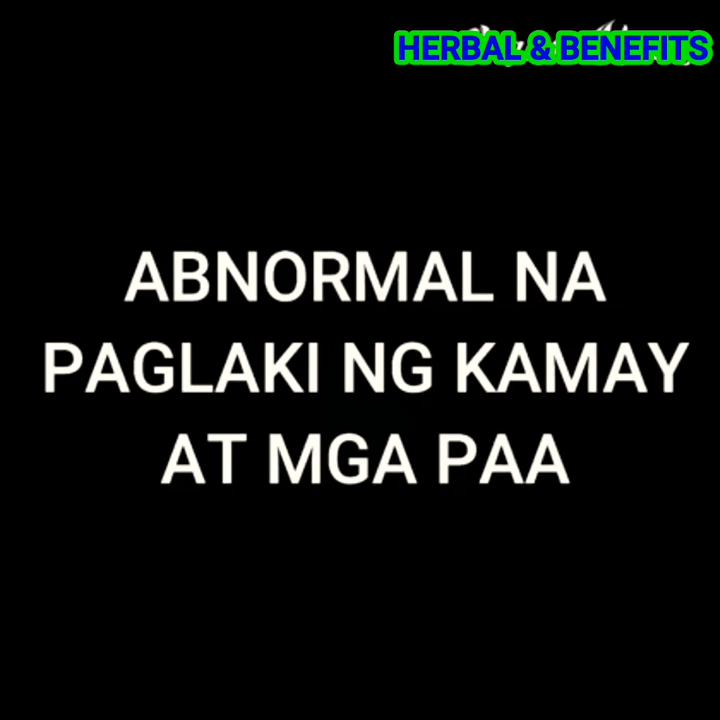 HERBAL & BENEFITS
ABNORMAL NA
PAGLAKI NG KAMAY
AT MGA PAA